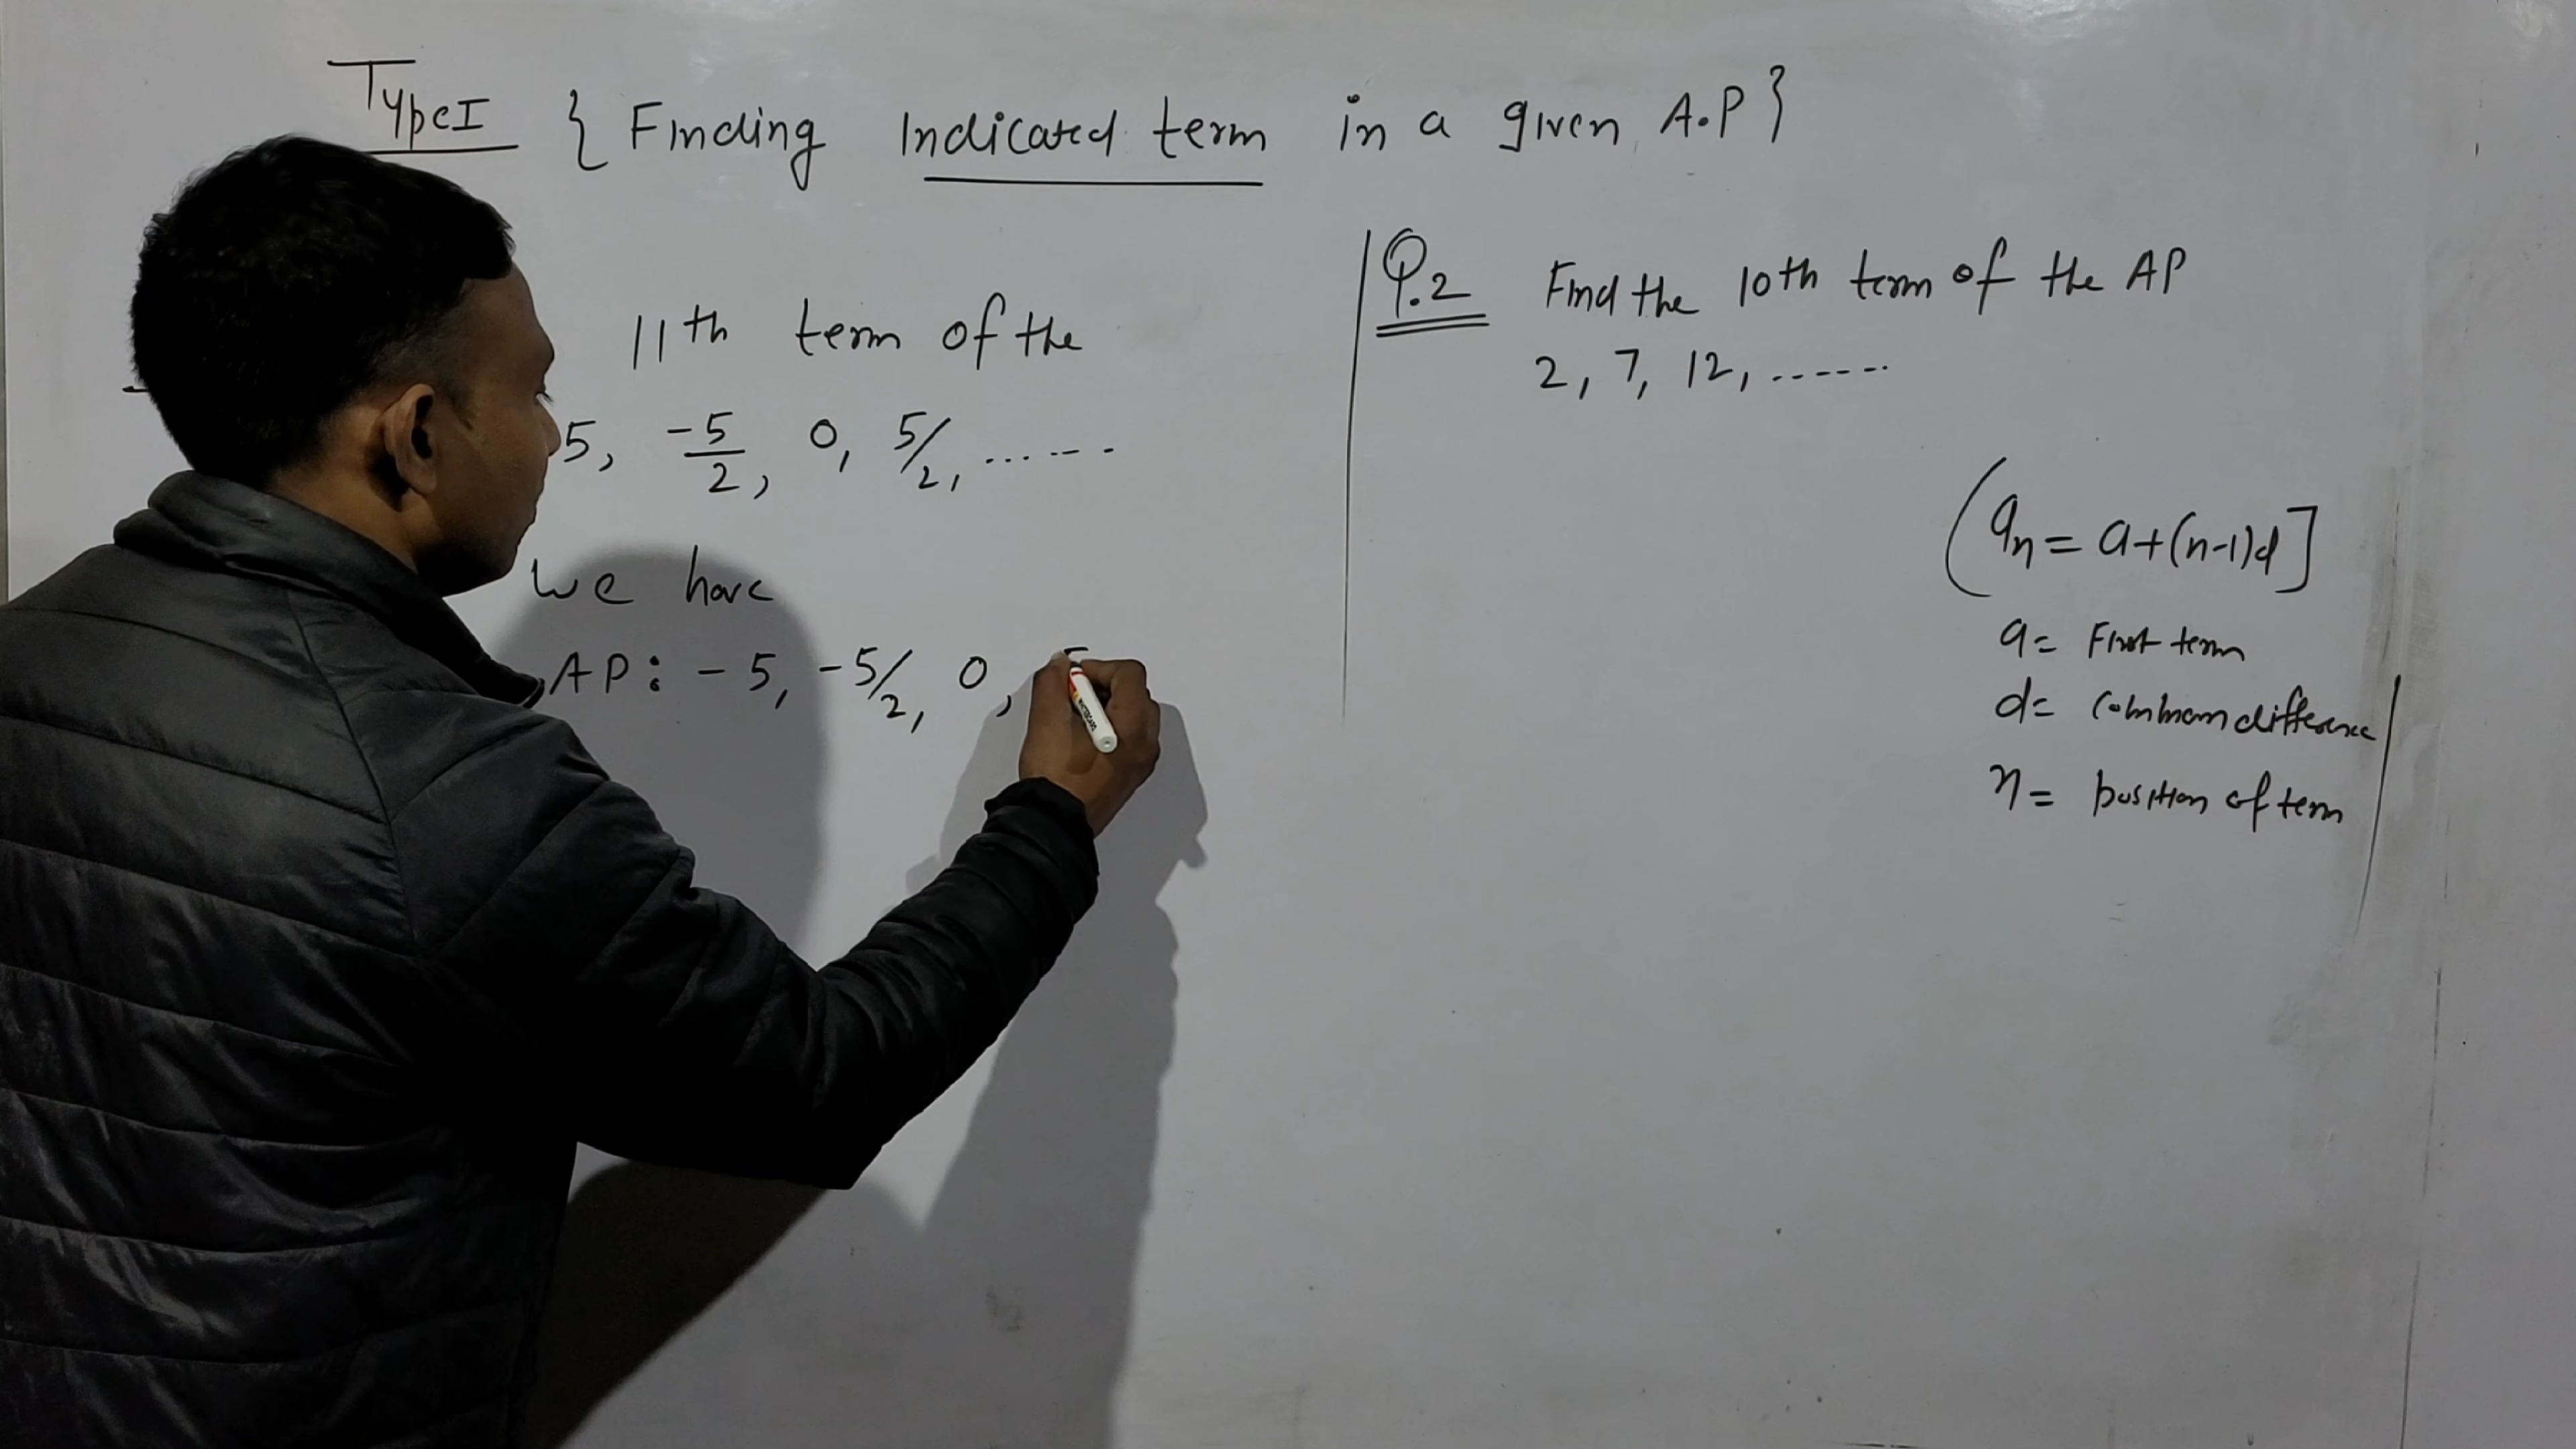 Type I { Finding Indicated term in a given A.P }
11th term of the
5, -5/2, 0, 5/2, ......
we have
AP: -5, -5/2, 0, 5
Q.2 Find the 10th term of the AP
2, 7, 12, ......
(an = a+(n-1)d]
a= First term
d= Common difference
n= position of term